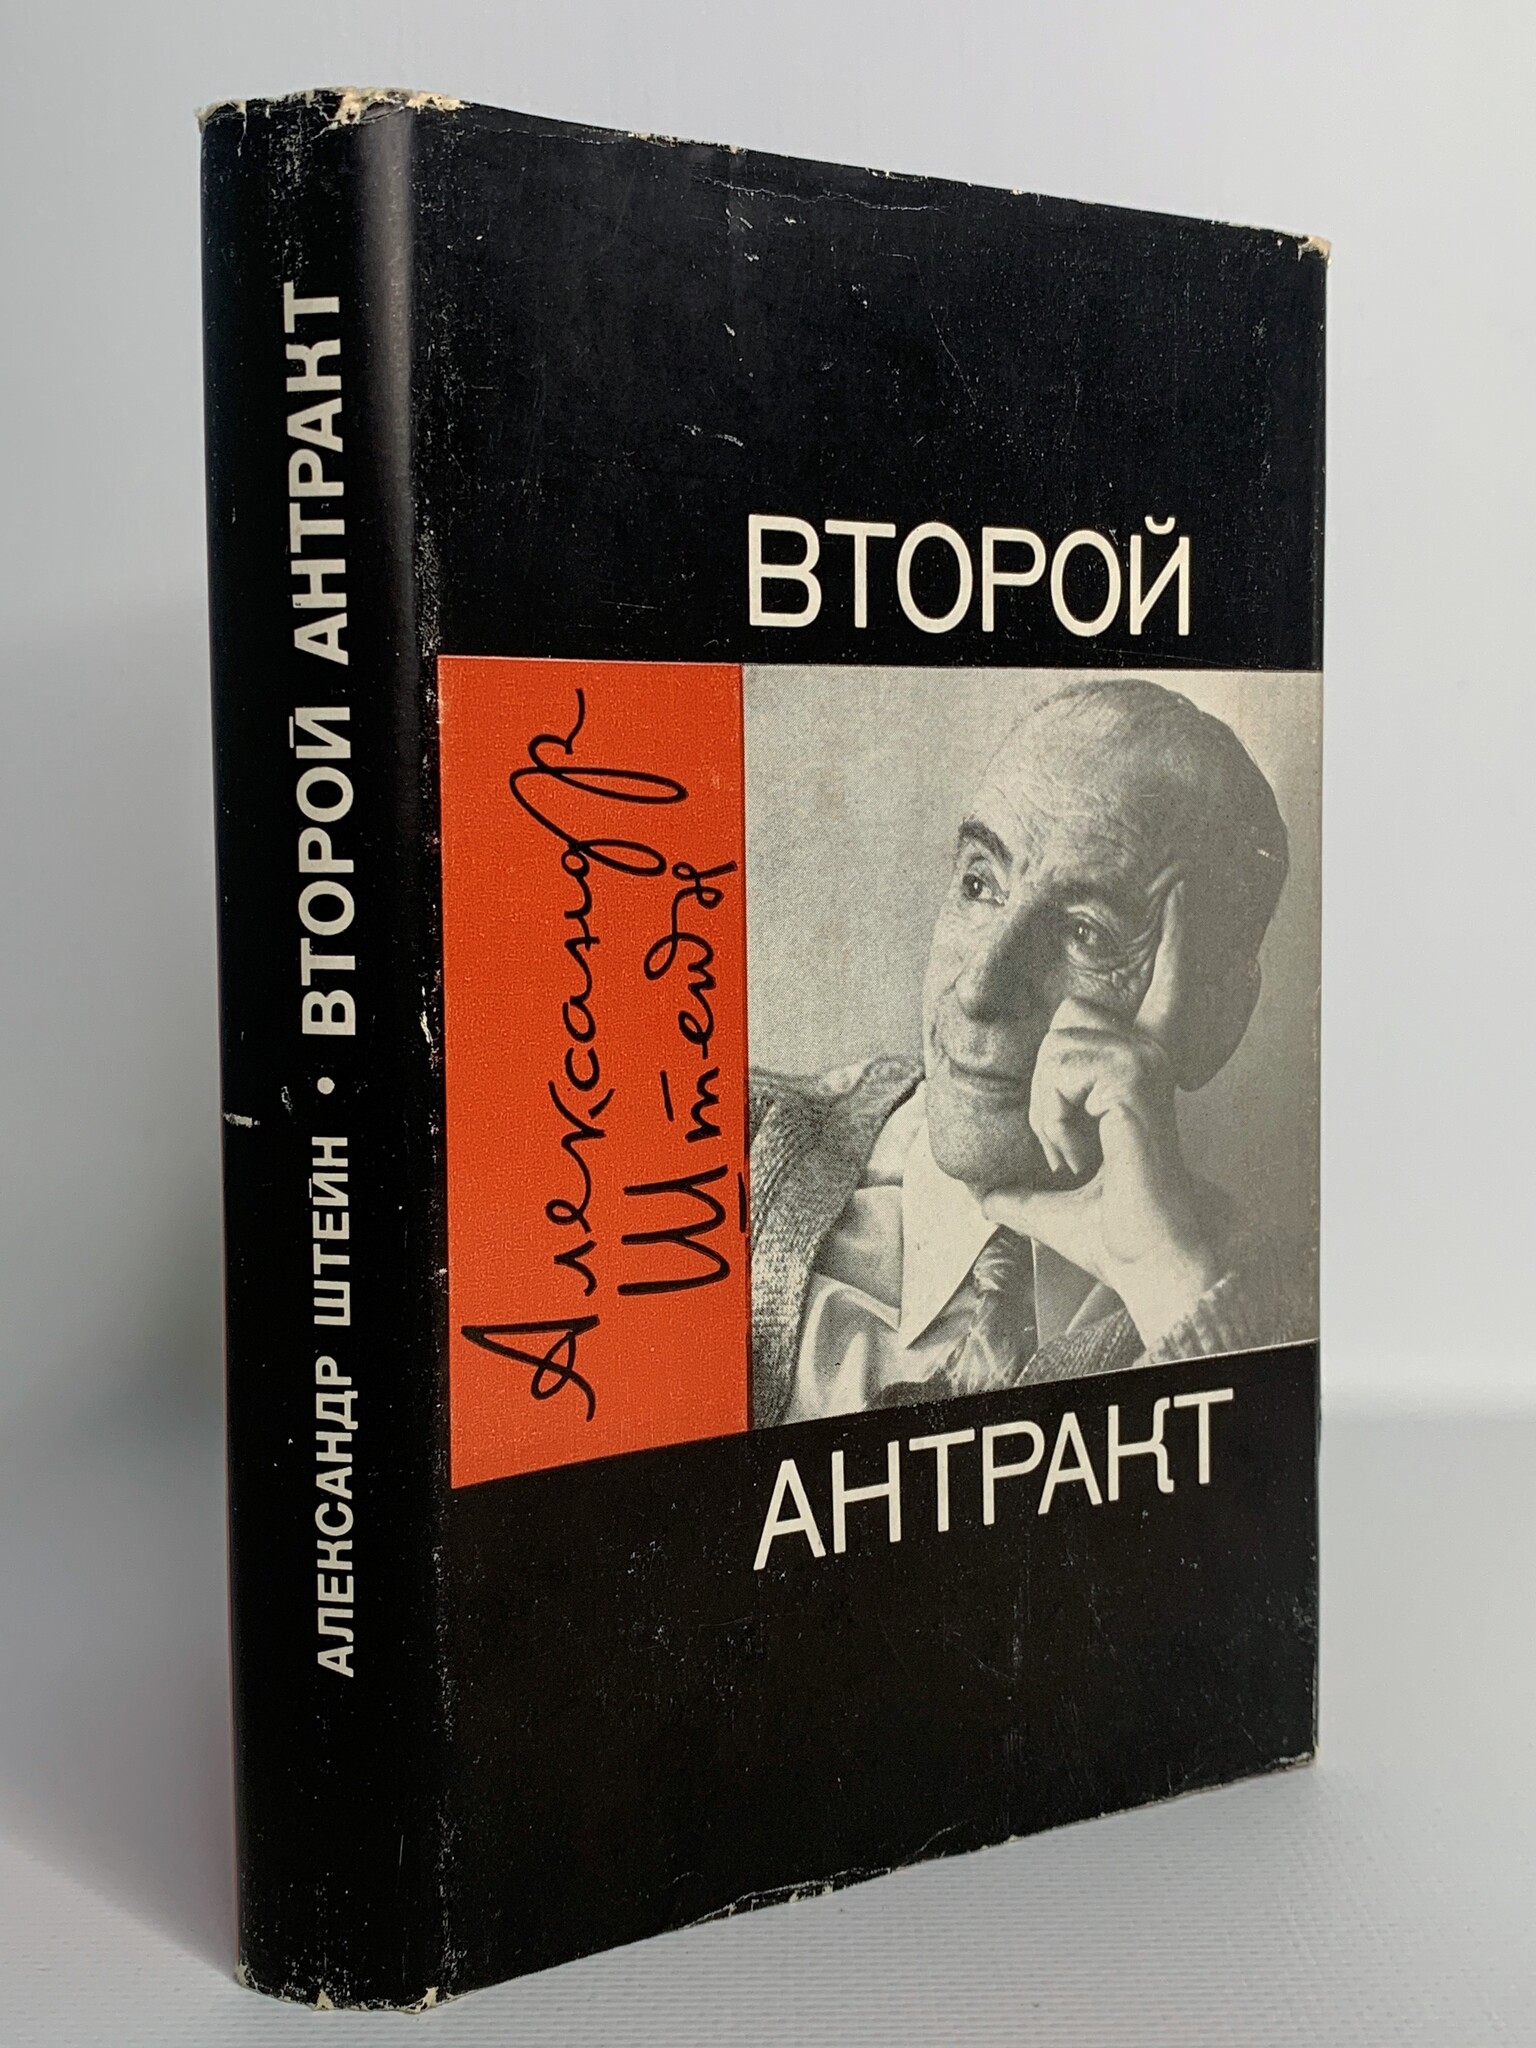 АЛЕКСАНДР ШТЕЙН • ВТОРОЙ АНТРАКТ
ВТОРОЙ
Александр
Штейн
АНТРАКТ